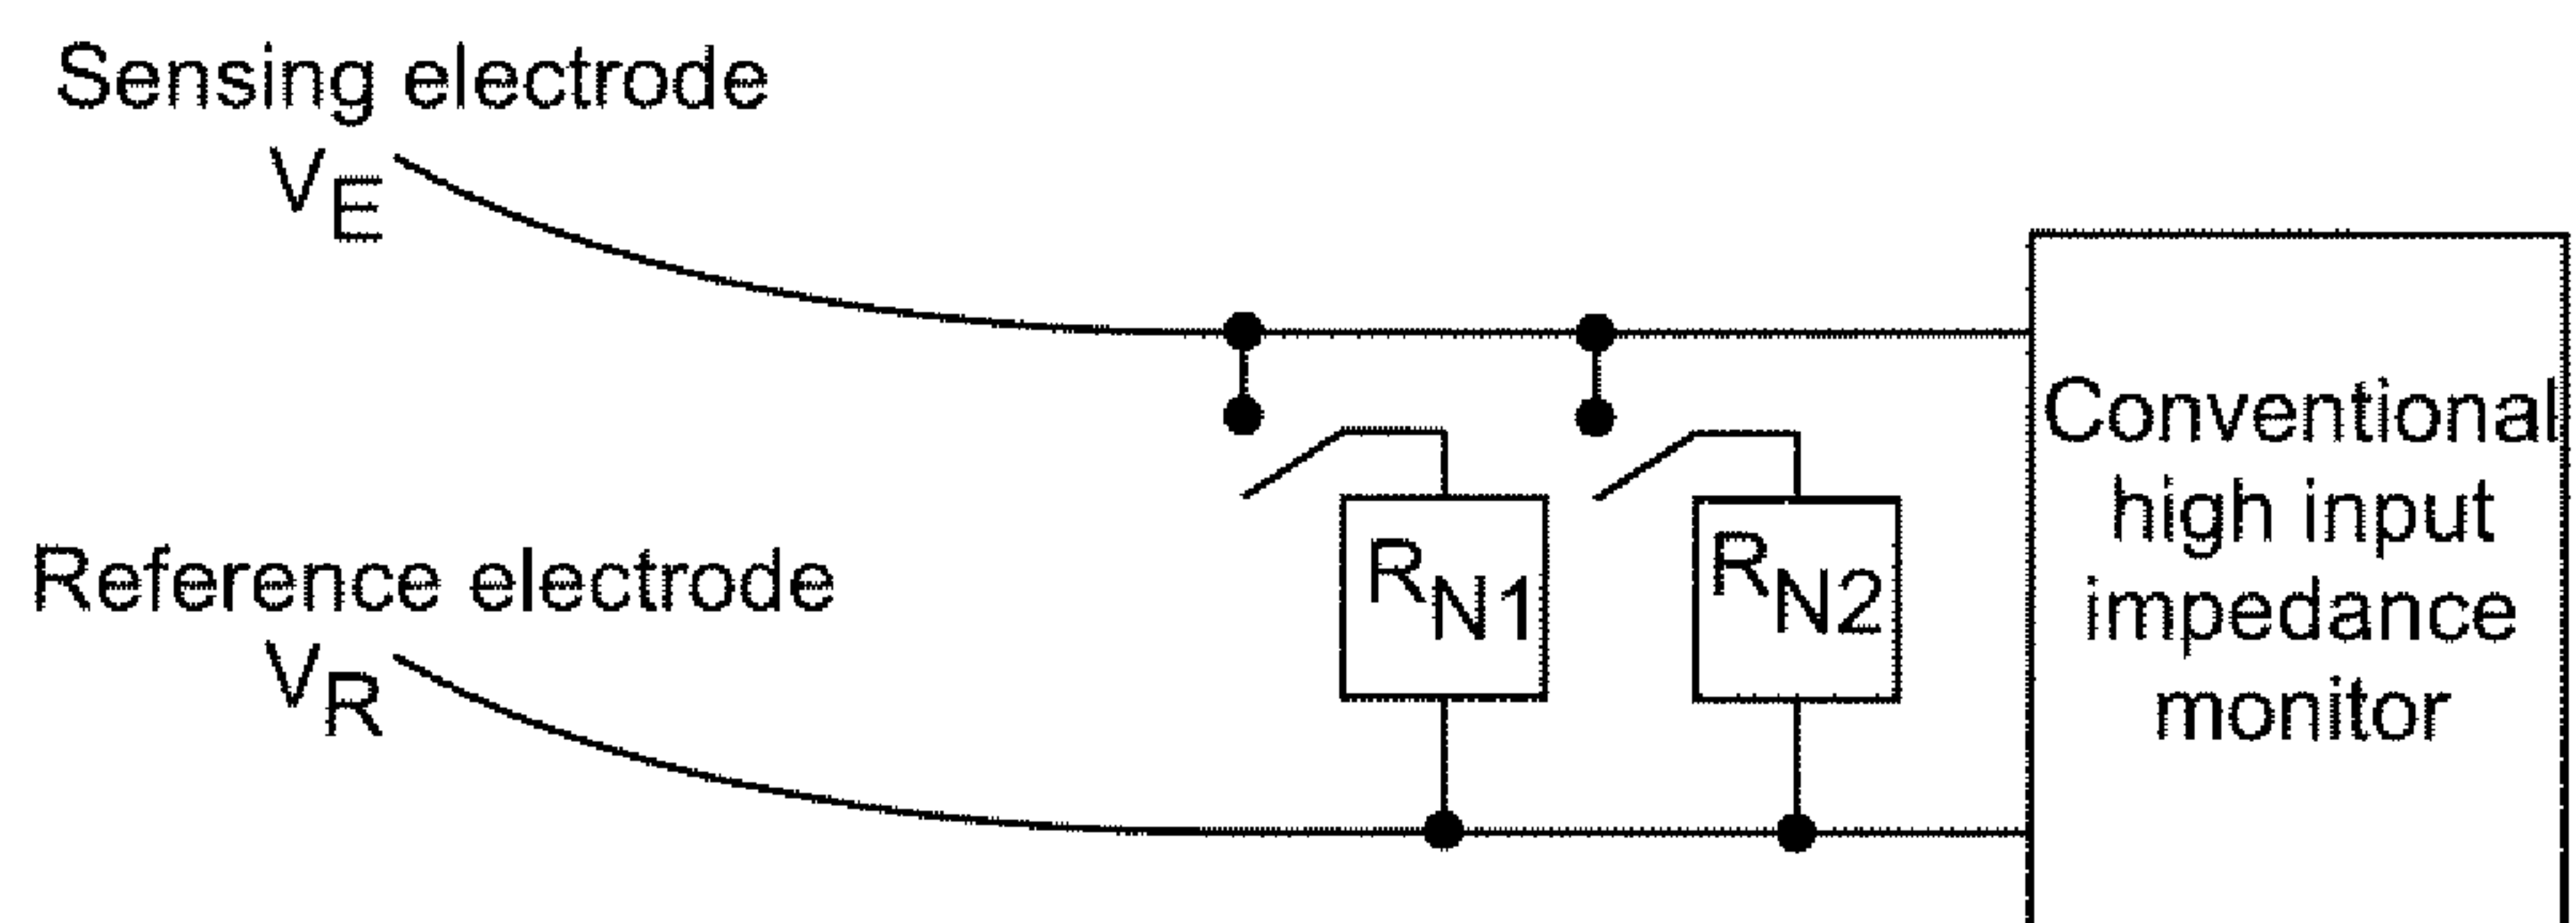 Sensing electrode
VE
Reference electrode
VR
RN1
RN2
Conventional
high input
impedance
monitor